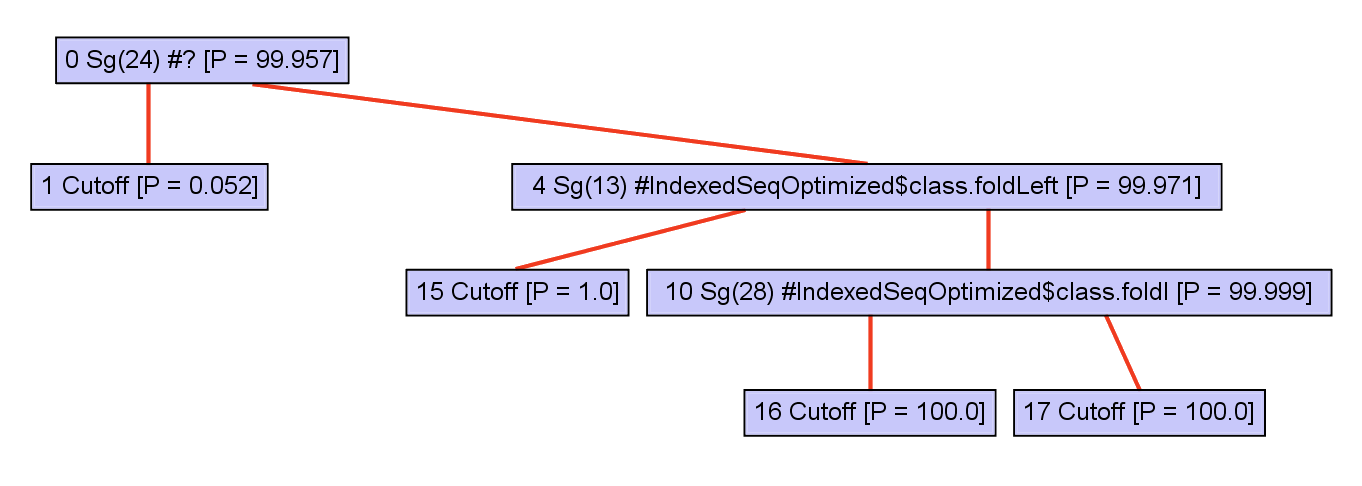 0 Sg(24) #? [P = 99.957]
1 Cutoff [P = 0.052]
4 Sg(13) #IndexedSeqOptimized$class.foldLeft [P = 99.971]
15 Cutoff [P = 1.0]
10 Sg(28) #IndexedSeqOptimized$class.foldl [P = 99.999]
16 Cutoff [P = 100.0]
17 Cutoff [P = 100.0]